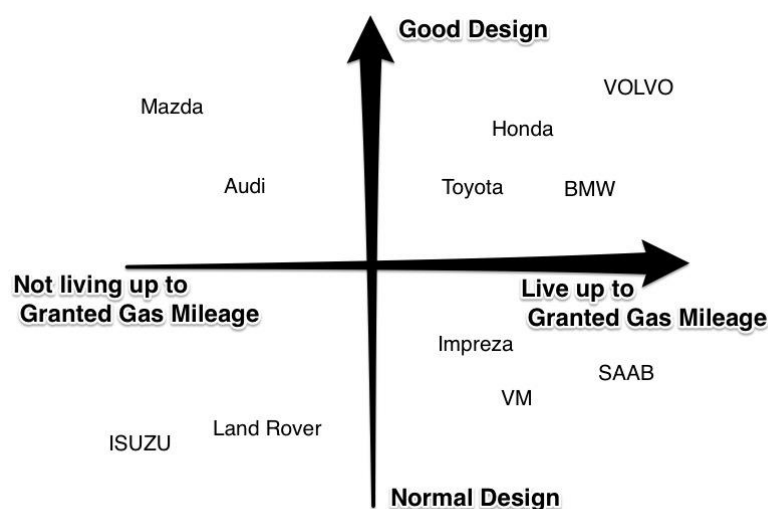 Good Design
VOLVO
Mazda
Honda
Audi
Toyota
BMW
Not living up to
Granted Gas Mileage
Live up to
Granted Gas Mileage
Impreza
SAAB
VM
Land Rover
ISUZU
Normal Design